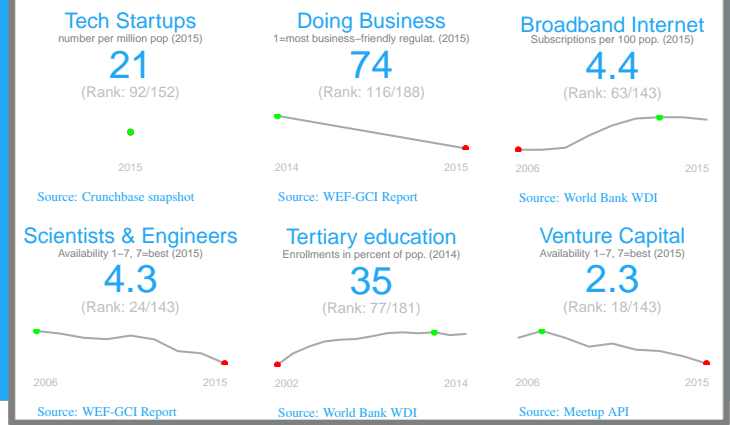 Tech Startups
number per million pop (2015)
21
(Rank: 92/152)
2015
Source: Crunchbase snapshot
Doing Business
1=most business−friendly regulat. (2015)
74
(Rank: 116/188)
2014 2015
Source: WEF-GCI Report
Broadband Internet
Subscriptions per 100 pop. (2015)
4.4
(Rank: 63/143)
2006 2015
Source: World Bank WDI
Scientists & Engineers
Availability 1−7, 7=best (2015)
4.3
(Rank: 24/143)
2006 2015
Source: WEF-GCI Report
Tertiary education
Enrollments in percent of pop. (2014)
35
(Rank: 77/181)
2002 2014
Source: World Bank WDI
Venture Capital
Availability 1−7, 7=best (2015)
2.3
(Rank: 18/143)
2006 2015
Source: Meetup API